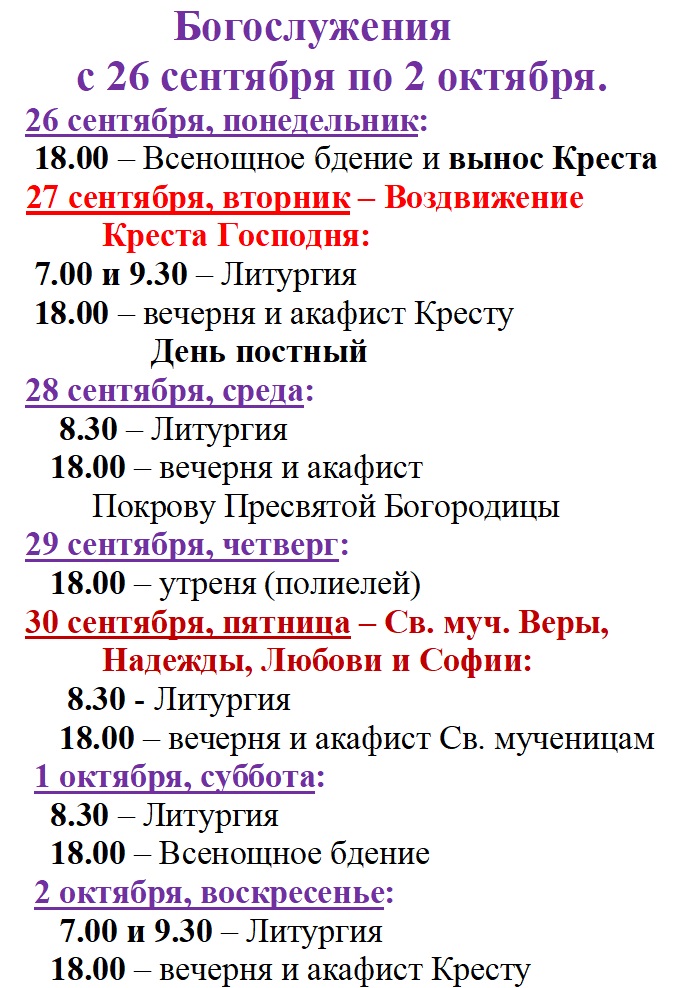 Богослужения
с 26 сентября по 2 октября.
26 сентября, понедельник:
18.00 – Всенощное бдение и вынос Креста
27 сентября, вторник – Воздвижение
Креста Господня:
7.00 и 9.30 – Литургия
18.00 – вечерня и акафист Кресту
День постный
28 сентября, среда:
8.30 – Литургия
18.00 – вечерня и акафист
Покрову Пресвятой Богородицы
29 сентября, четверг:
18.00 – утреня (полиелей)
30 сентября, пятница – Св. муч. Веры,
Надежды, Любови и Софии:
8.30 - Литургия
18.00 – вечерня и акафист Св. мученицам
1 октября, суббота:
8.30 – Литургия
18.00 – Всенощное бдение
2 октября, воскресенье:
7.00 и 9.30 – Литургия
18.00 – вечерня и акафист Кресту